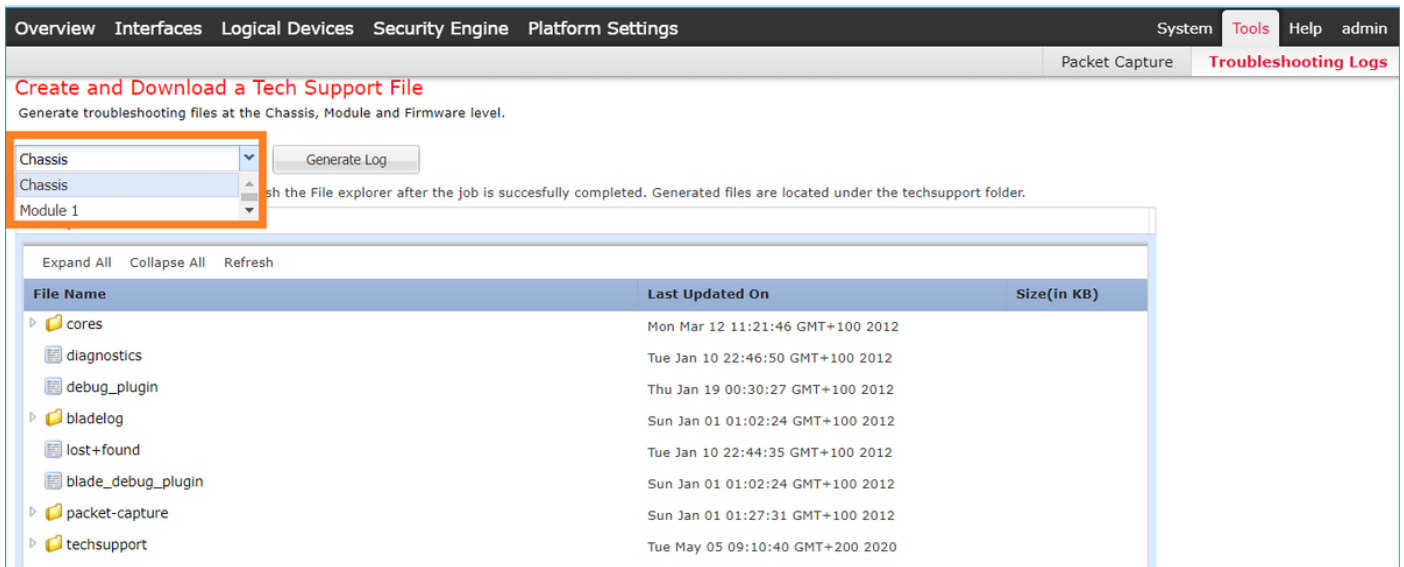 Overview Interfaces Logical Devices Security Engine Platform Settings System Tools Help admin
Packet Capture Troubleshooting Logs
Create and Download a Tech Support File
Generate troubleshooting files at the Chassis, Module and Firmware level.
Chassis Generate Log
Chassis
sh the File explorer after the job is succesfully completed. Generated files are located under the techsupport folder.
Module 1
Expand All Collapse All Refresh
File Name Last Updated On Size(in KB)
cores Mon Mar 12 11:21:46 GMT+100 2012
diagnostics Tue Jan 10 22:46:50 GMT+100 2012
debug_plugin Thu Jan 19 00:30:27 GMT+100 2012
bladelog Sun Jan 01 01:02:24 GMT+100 2012
lost+found Tue Jan 10 22:44:35 GMT+100 2012
blade_debug_plugin Sun Jan 01 01:02:24 GMT+100 2012
packet-capture Sun Jan 01 01:27:31 GMT+100 2012
techsupport Tue May 05 09:10:40 GMT+200 2020